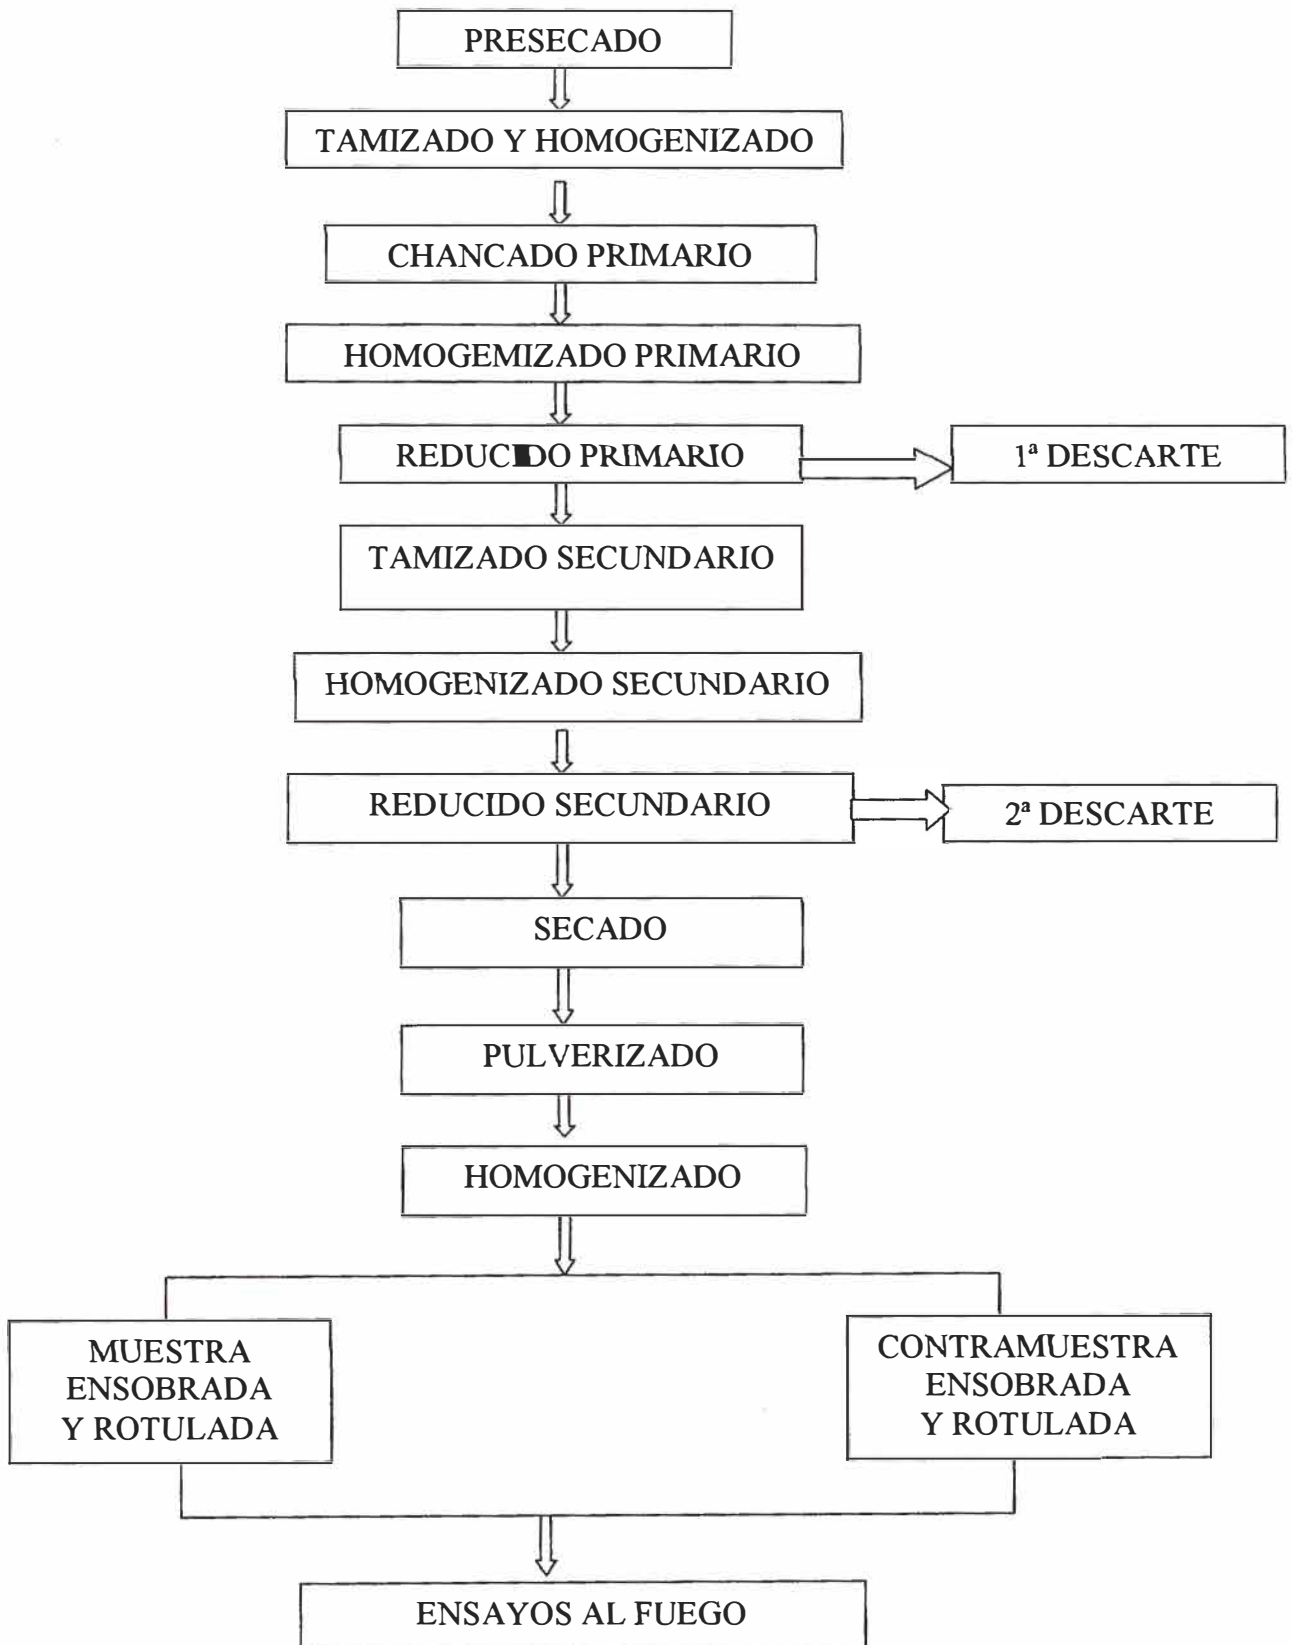 PRESECADO
TAMIZADO Y HOMOGENIZADO
CHANCADO PRIMARIO
HOMOGEMIZADO PRIMARIO
REDUCIDO PRIMARIO
1ª DESCARTE
TAMIZADO SECUNDARIO
HOMOGENIZADO SECUNDARIO
REDUCIDO SECUNDARIO
2ª DESCARTE
SECADO
PULVERIZADO
HOMOGENIZADO
MUESTRA
ENSOBRADA
Y ROTULADA
CONTRAMUESTRA
ENSOBRADA
Y ROTULADA
ENSAYOS AL FUEGO